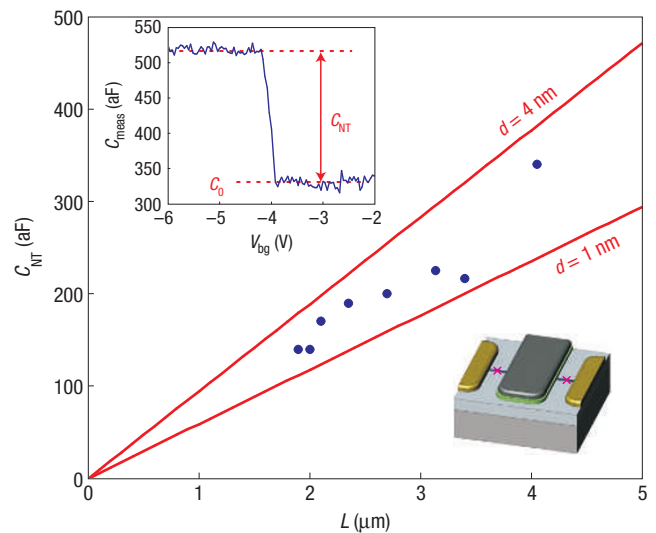 500
400
300
200
100
0
C_NT (aF)
0 1 2 3 4 5
L (μm)
d = 4 nm
d = 1 nm
550
500
450
400
350
300
C_meas (aF)
–6 –5 –4 –3 –2
V_bg (V)
C_NT
C_0